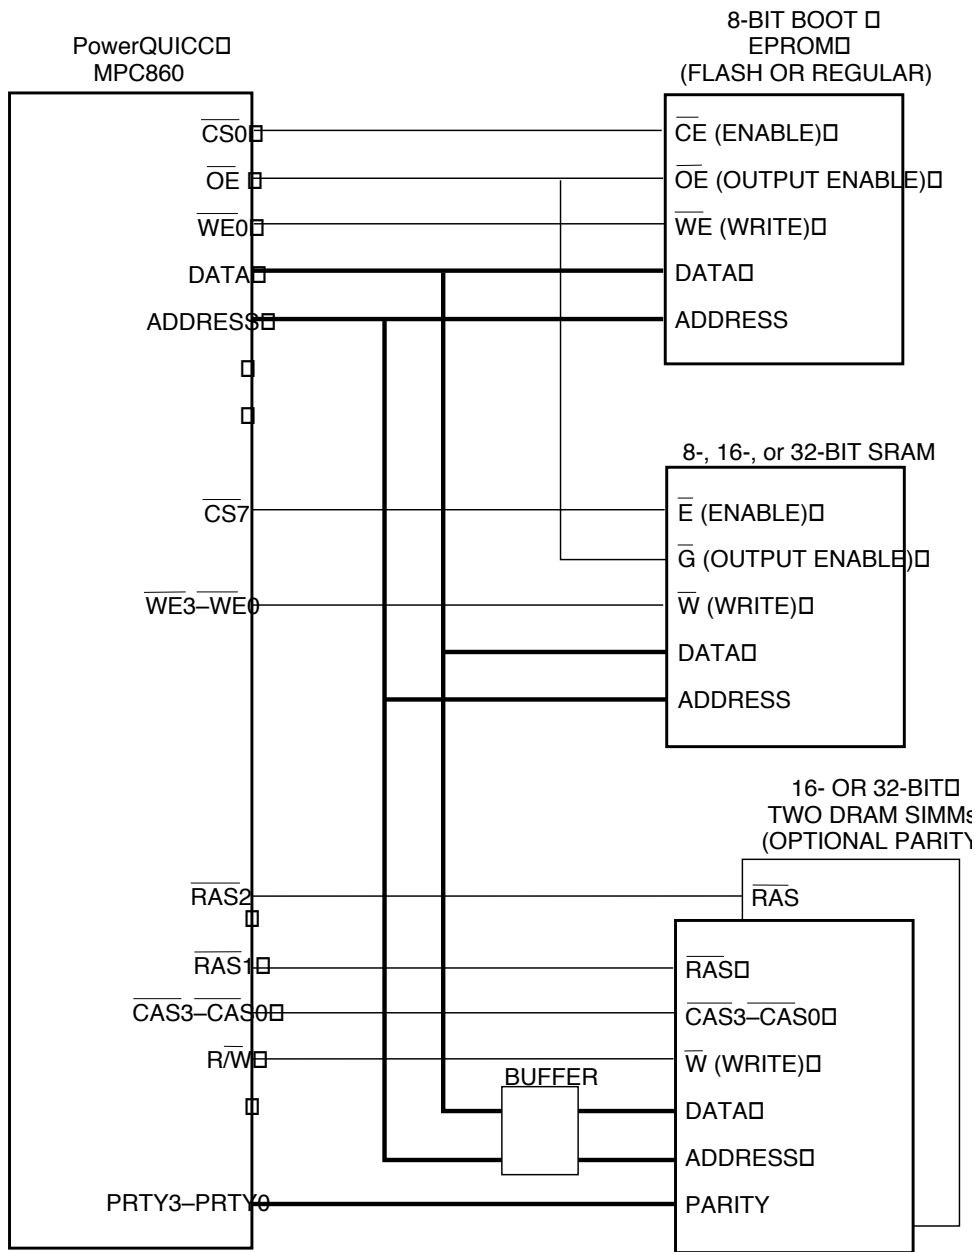 PowerQUICC
MPC860
8-BIT BOOT
EPROM
(FLASH OR REGULAR)
CS0
OE
WE0
DATA
ADDRESS
CE (ENABLE)
OE (OUTPUT ENABLE)
WE (WRITE)
DATA
ADDRESS
8-, 16-, or 32-BIT SRAM
CS7
WE3–WE0
E (ENABLE)
G (OUTPUT ENABLE)
W (WRITE)
DATA
ADDRESS
16- OR 32-BIT
TWO DRAM SIMMs
(OPTIONAL PARITY
RAS2
RAS1
CAS3–CAS0
R/W
PRTY3–PRTY0
BUFFER
RAS
RAS
CAS3–CAS0
W (WRITE)
DATA
ADDRESS
PARITY